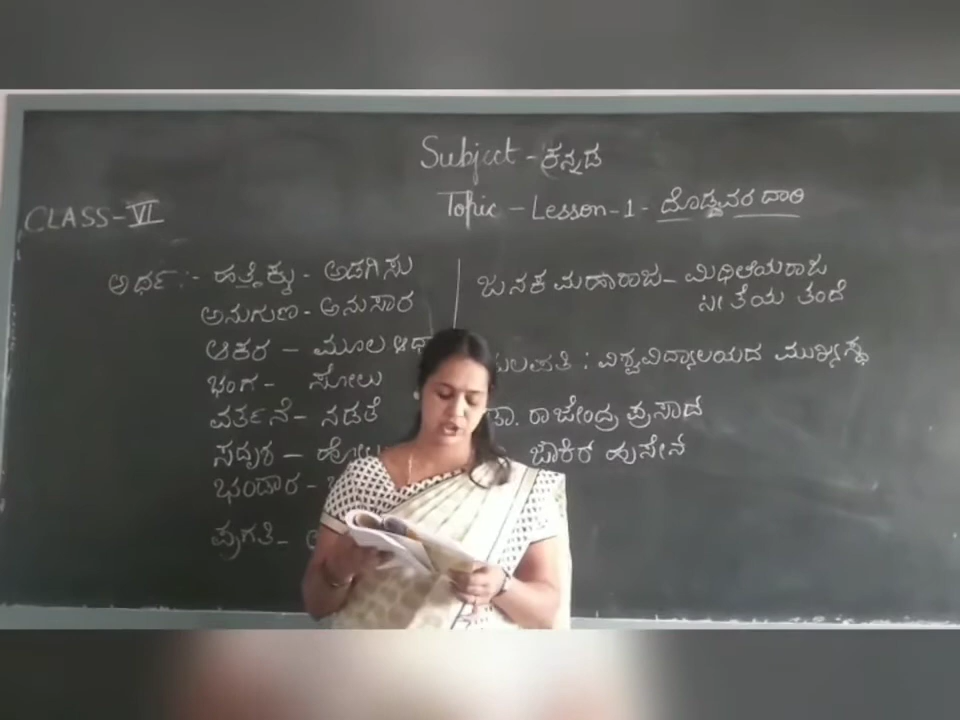 Subject - ಕನ್ನಡ
Topic - Lesson-1- ದೊಡ್ಡವರ ದಾರಿ
CLASS-VI
ಅರ್ಥ :- ಹತ್ತಿಕ್ಕು - ಅಡಗಿಸು
ಅನುಗುಣ - ಅನುಸಾರ
ಆಕರ - ಮೂಲ
ಭಂಗ - ಸೋಲು
ವರ್ತನೆ - ನಡತೆ
ಸದೃಶ -
ಭಂಡಾರ -
ಪ್ರಗತಿ -
ಜನಕ ಮಹಾರಾಜ - ಮಿಥಿಲೆಯರಾಜ
ಸೀತೆಯ ತಂದೆ
: ವಿಶ್ವವಿದ್ಯಾಲಯದ ಮುಖ್ಯಸ್ಥ
ಡಾ. ರಾಜೇಂದ್ರ ಪ್ರಸಾದ
ಜಾಕಿರ ಹುಸೇನ